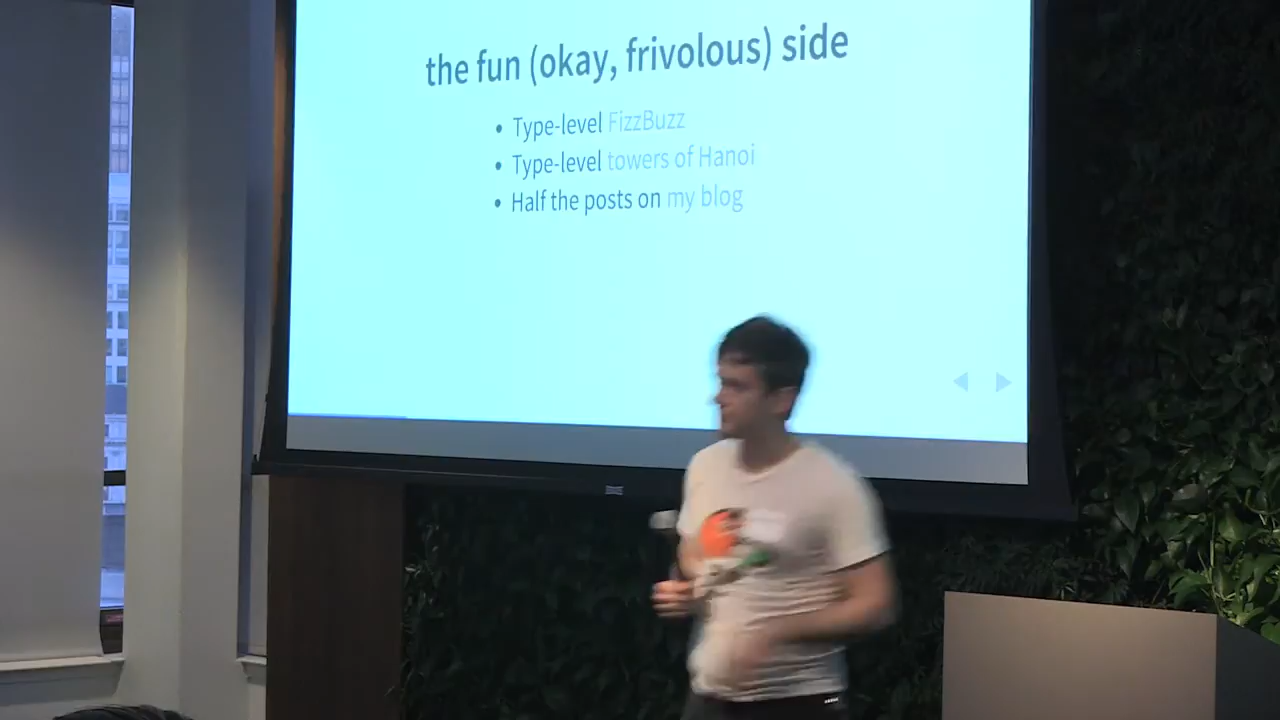 the fun (okay, frivolous) side
• Type-level FizzBuzz
• Type-level towers of Hanoi
• Half the posts on my blog